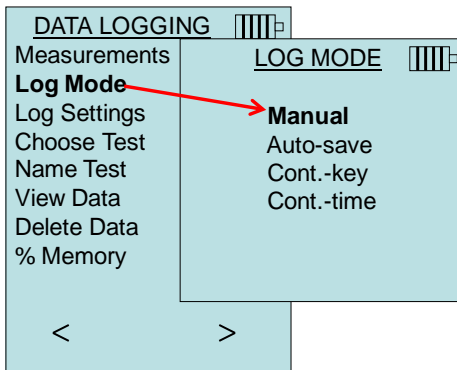 DATA LOGGING
Measurements
Log Mode
Log Settings
Choose Test
Name Test
View Data
Delete Data
% Memory
< >
LOG MODE
Manual
Auto-save
Cont.-key
Cont.-time